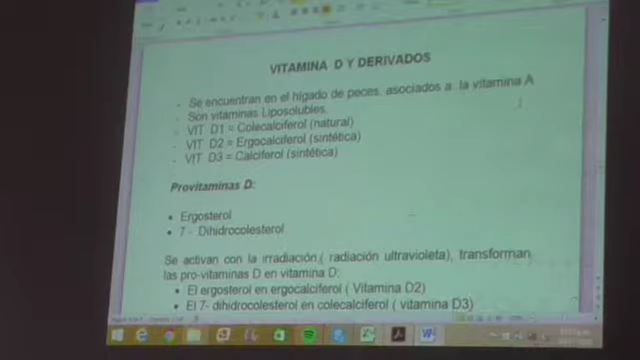 VITAMINA D Y DERIVADOS
- Se encuentran en el hígado de peces, asociados a la vitamina A
- Son vitaminas Liposolubles.
- VIT D1 = Colecalciferol (natural)
- VIT D2 = Ergocalciferol (sintética)
- VIT D3 = Calciferol (sintética)
Provitaminas D:
• Ergosterol
• 7 - Dihidrocolesterol
Se activan con la irradiación,( radiación ultravioleta), transforman
las pro-vitaminas D en vitamina D:
• El ergosterol en ergocalciferol ( Vitamina D2)
• El 7- dihidrocolesterol en colecalciferol ( vitamina D3)